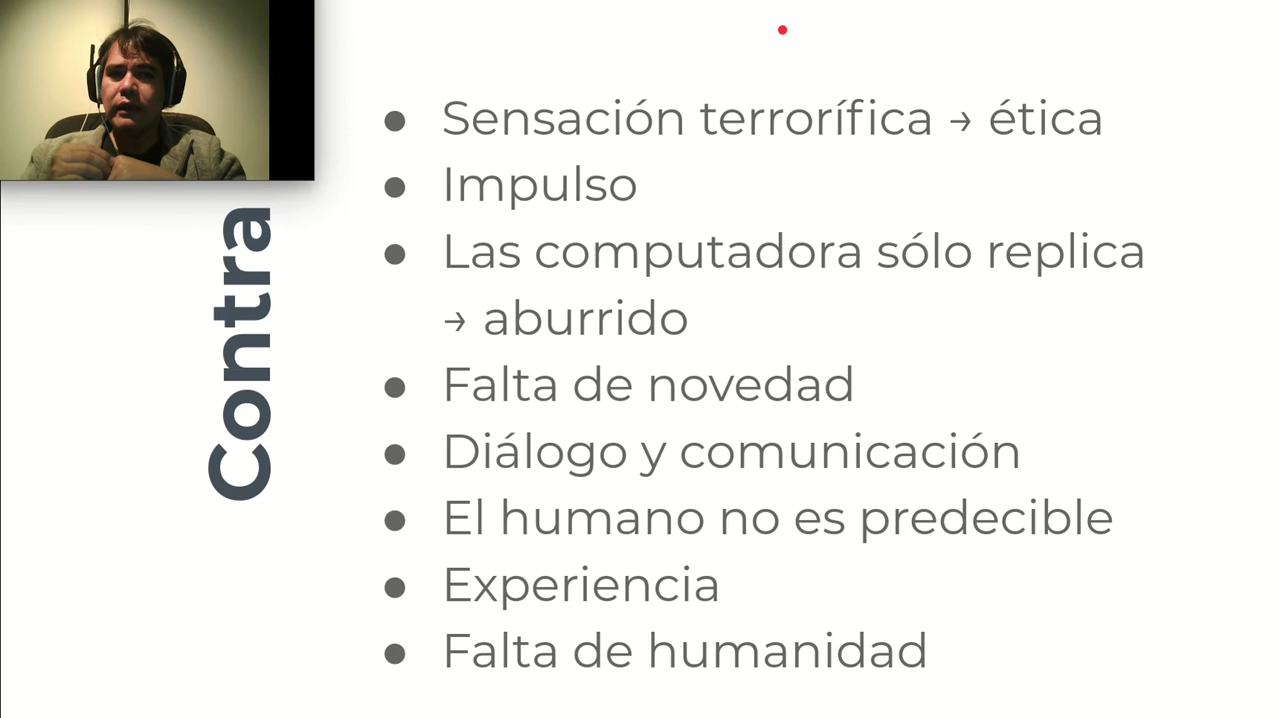 Contra
● Sensación terrorífica → ética
● Impulso
● Las computadora sólo replica
→ aburrido
● Falta de novedad
● Diálogo y comunicación
● El humano no es predecible
● Experiencia
● Falta de humanidad